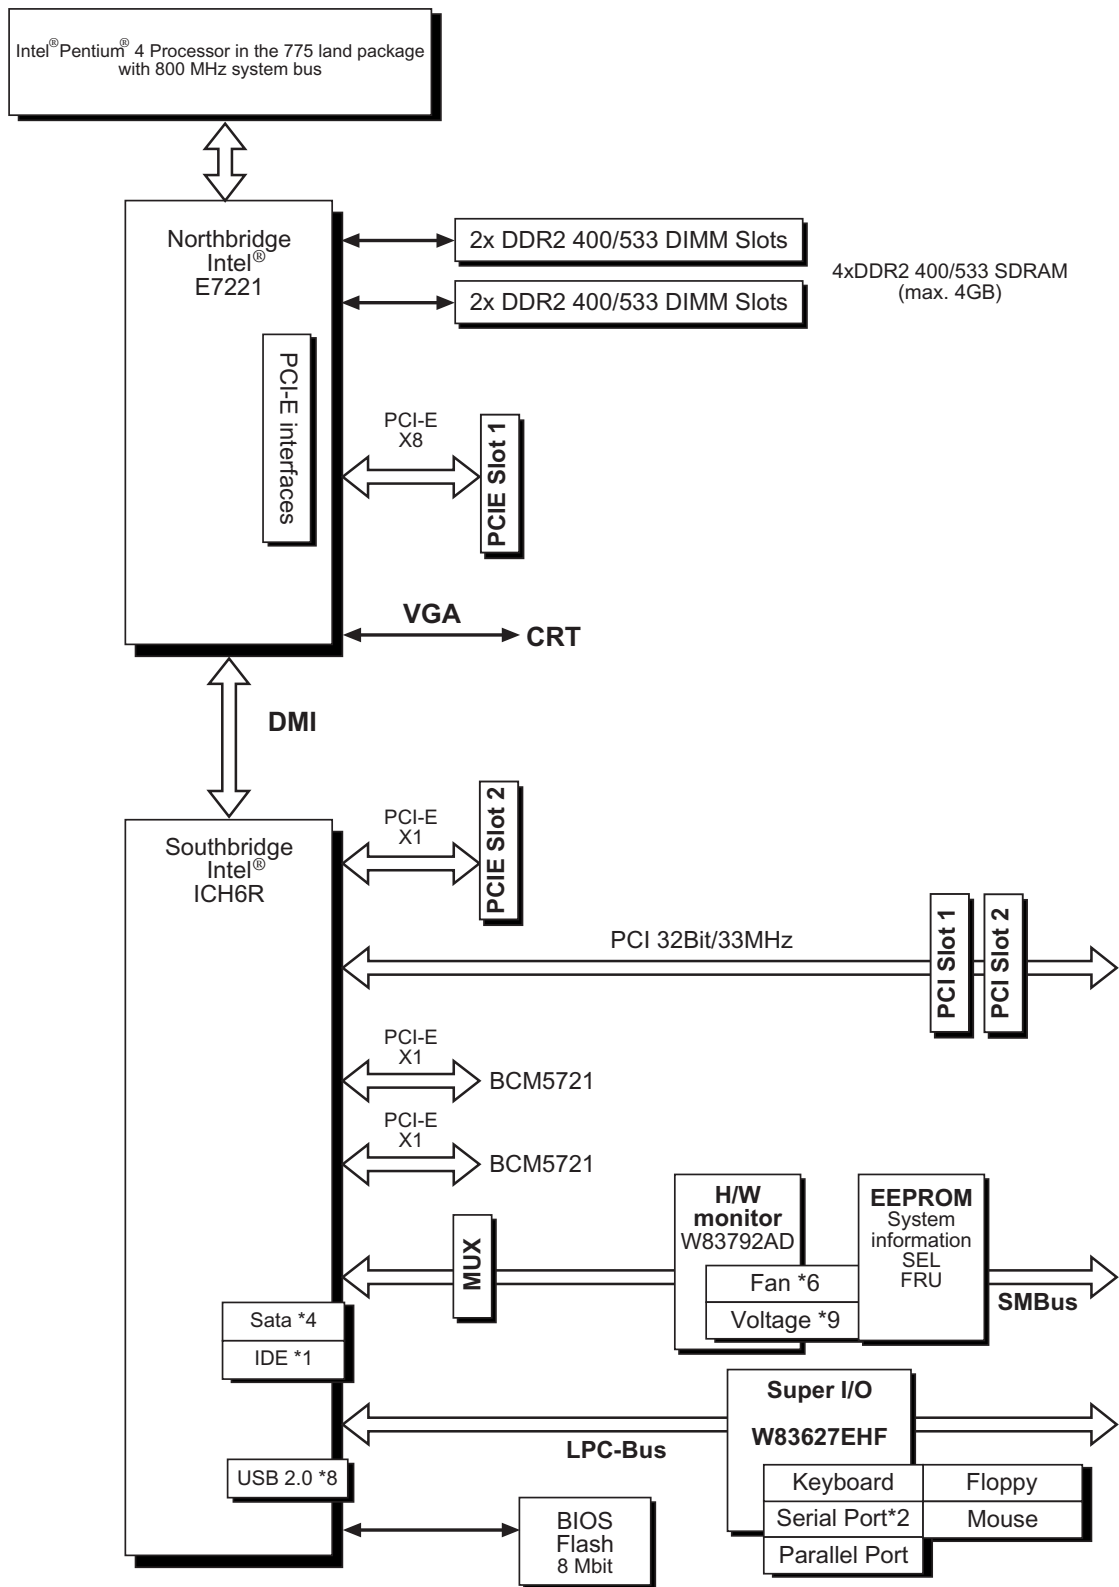 Intel®Pentium® 4 Processor in the 775 land package
with 800 MHz system bus
Northbridge
Intel®
E7221
2x DDR2 400/533 DIMM Slots
2x DDR2 400/533 DIMM Slots
4xDDR2 400/533 SDRAM
(max. 4GB)
PCI-E interfaces
PCI-E
X8
PCIE Slot 1
VGA
CRT
DMI
Southbridge
Intel®
ICH6R
PCI-E
X1
PCIE Slot 2
PCI 32Bit/33MHz
PCI Slot 1
PCI Slot 2
PCI-E
X1
BCM5721
PCI-E
X1
BCM5721
MUX
H/W
monitor
W83792AD
Fan *6
Voltage *9
EEPROM
System
information
SEL
FRU
SMBus
Sata *4
IDE *1
Super I/O
W83627EHF
LPC-Bus
USB 2.0 *8
Keyboard
Floppy
Serial Port*2
Mouse
Parallel Port
BIOS
Flash
8 Mbit